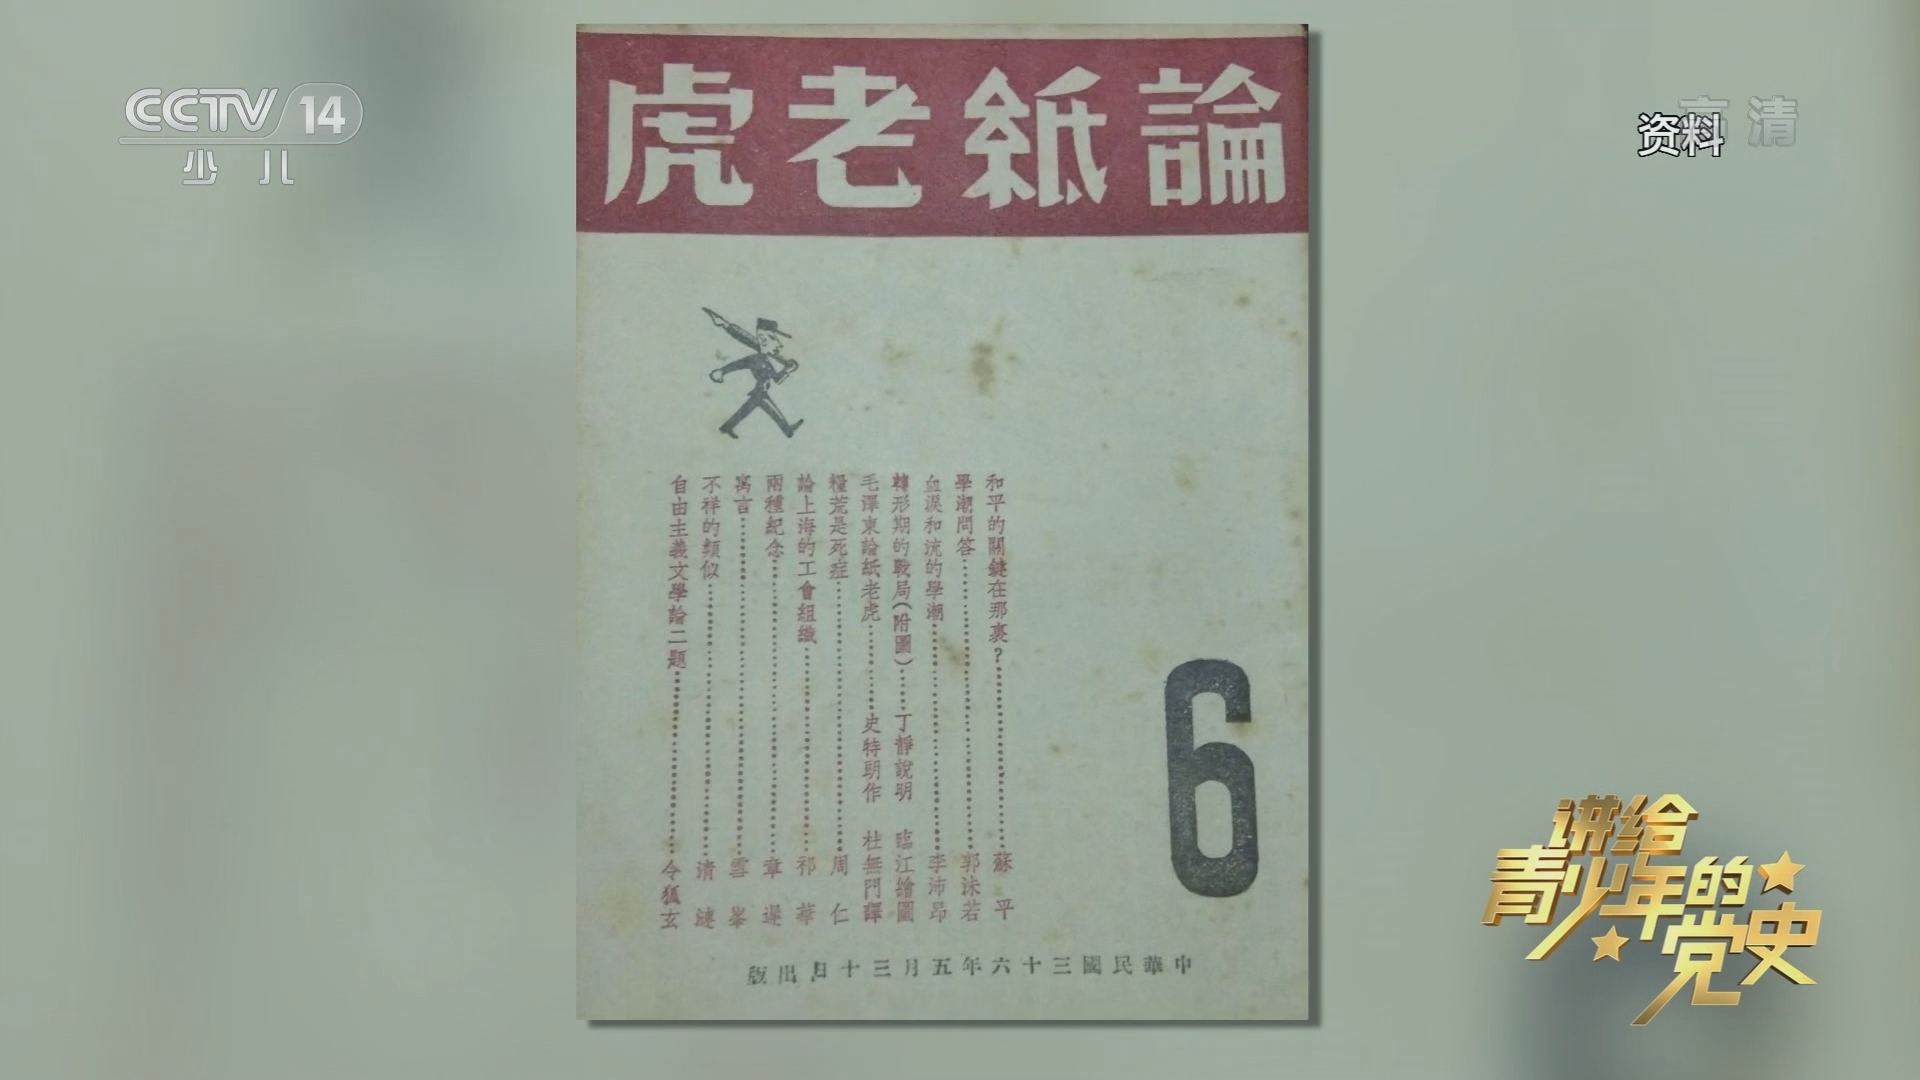 CCTV 14
少儿
资料
高清
論紙老虎
和平的關鍵在那裏?⋯⋯蘇平
學潮問答⋯⋯郭沫若
血淚和流的學潮⋯⋯李沛昂
轉形期的戰局(附圖)⋯⋯丁靜說明 臨江繪圖
毛澤東論紙老虎⋯⋯史特朗作 杜無門譯
糧荒是死症⋯⋯周仁
論上海的工會組織⋯⋯祁華
兩種紀念⋯⋯章遲
寓言⋯⋯雪峯
不祥的類似⋯⋯清漣
自由主義文學論二題⋯⋯令狐玄
6
中華民國三十六年五月三十日出版
讲给
青少年的
党史